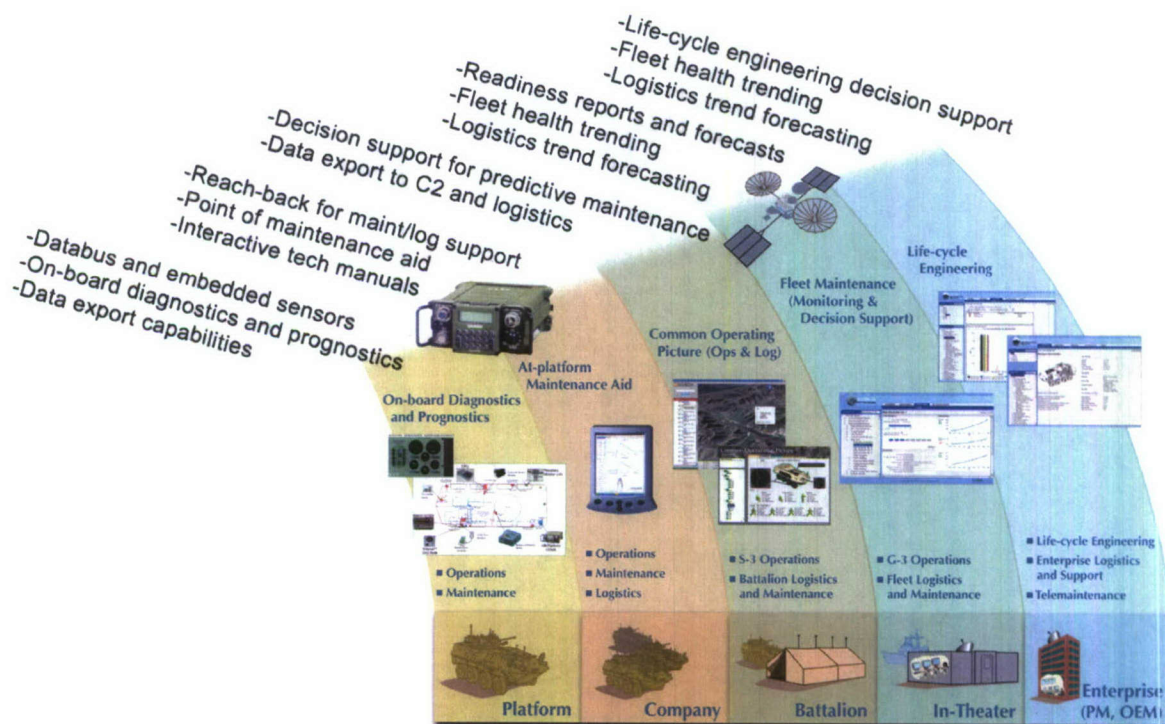 -Life-cycle engineering decision support
-Fleet health trending
-Logistics trend forecasting
-Readiness reports and forecasts
-Fleet health trending
-Logistics trend forecasting
-Decision support for predictive maintenance
-Data export to C2 and logistics
-Reach-back for maint/log support
-Point of maintenance aid
-Interactive tech manuals
-Databus and embedded sensors
-On-board diagnostics and prognostics
-Data export capabilities
On-board Diagnostics
and Prognostics
At-platform
Maintenance Aid
Common Operating
Picture (Ops & Log)
Fleet Maintenance
(Monitoring &
Decision Support)
Life-cycle
Engineering
■ Operations
■ Maintenance
■ Operations
■ Maintenance
■ Logistics
■ S-3 Operations
■ Battalion Logistics
and Maintenance
■ G-3 Operations
■ Fleet Logistics
and Maintenance
■ Life-cycle Engineering
■ Enterprise Logistics
and Support
■ Telemaintenance
Platform
Company
Battalion
In-Theater
Enterprise
(PM, OEM)